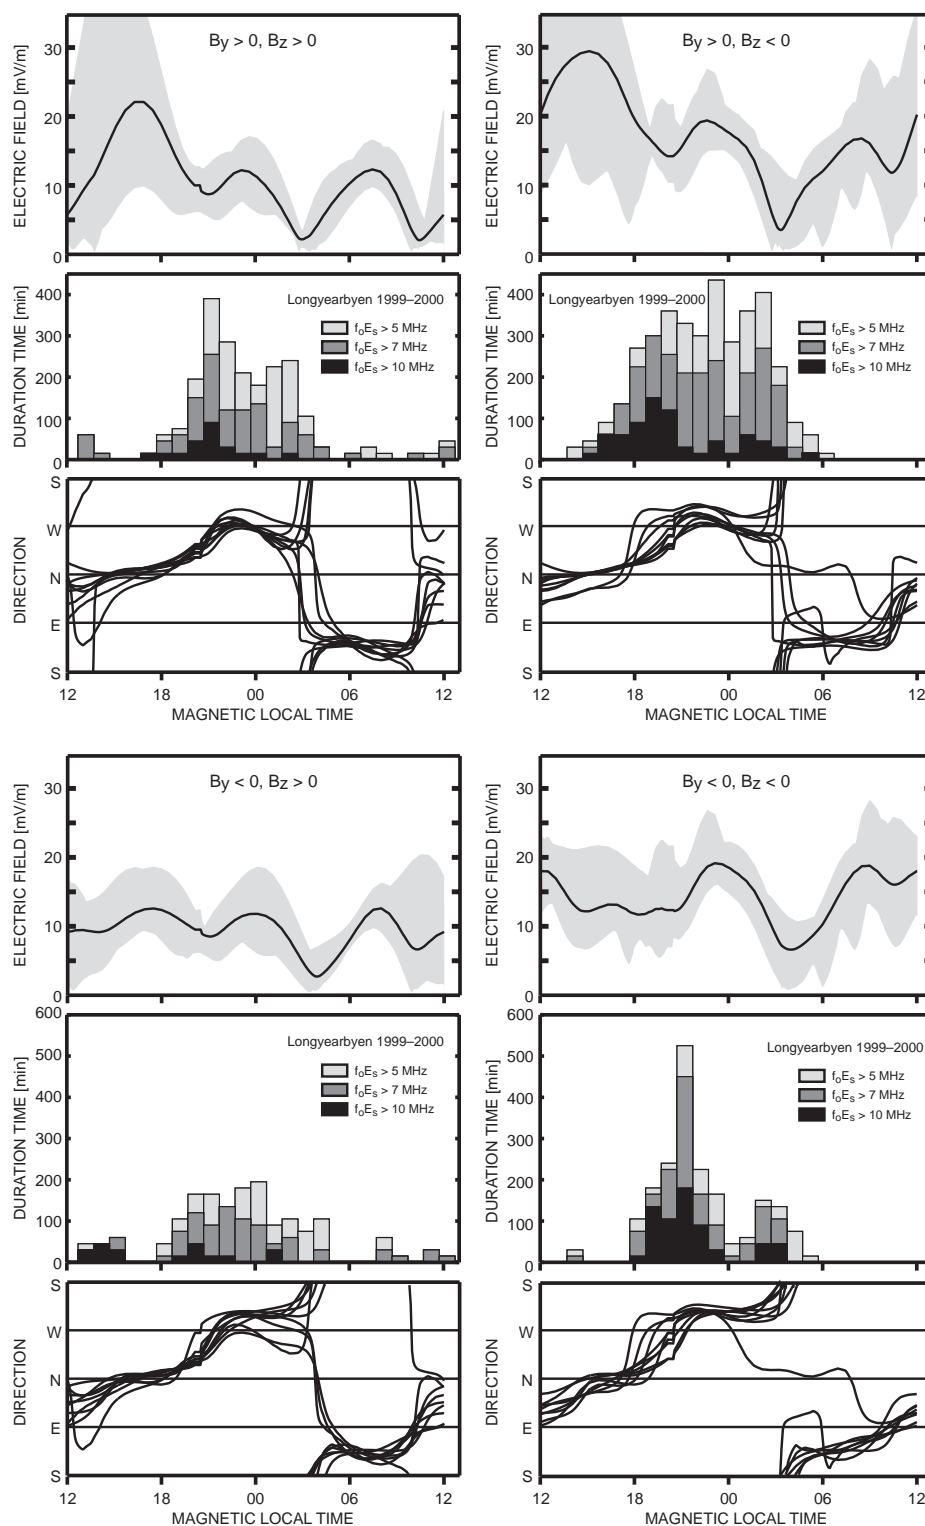 By > 0, Bz > 0
ELECTRIC FIELD [mV/m]
30
20
10
0
Longyearbyen 1999–2000
foEs > 5 MHz
foEs > 7 MHz
foEs > 10 MHz
DURATION TIME [min]
400
300
200
100
0
DIRECTION
S
W
N
E
S
12 18 00 06 12
MAGNETIC LOCAL TIME
By > 0, Bz < 0
ELECTRIC FIELD [mV/m]
30
20
10
0
Longyearbyen 1999–2000
foEs > 5 MHz
foEs > 7 MHz
foEs > 10 MHz
DURATION TIME [min]
400
300
200
100
0
DIRECTION
S
W
N
E
S
12 18 00 06 12
MAGNETIC LOCAL TIME
By < 0, Bz > 0
ELECTRIC FIELD [mV/m]
30
20
10
0
Longyearbyen 1999–2000
foEs > 5 MHz
foEs > 7 MHz
foEs > 10 MHz
DURATION TIME [min]
600
500
400
300
200
100
0
DIRECTION
S
W
N
E
S
12 18 00 06 12
MAGNETIC LOCAL TIME
By < 0, Bz < 0
ELECTRIC FIELD [mV/m]
30
20
10
0
Longyearbyen 1999–2000
foEs > 5 MHz
foEs > 7 MHz
foEs > 10 MHz
DURATION TIME [min]
600
500
400
300
200
100
0
DIRECTION
S
W
N
E
S
12 18 00 06 12
MAGNETIC LOCAL TIME